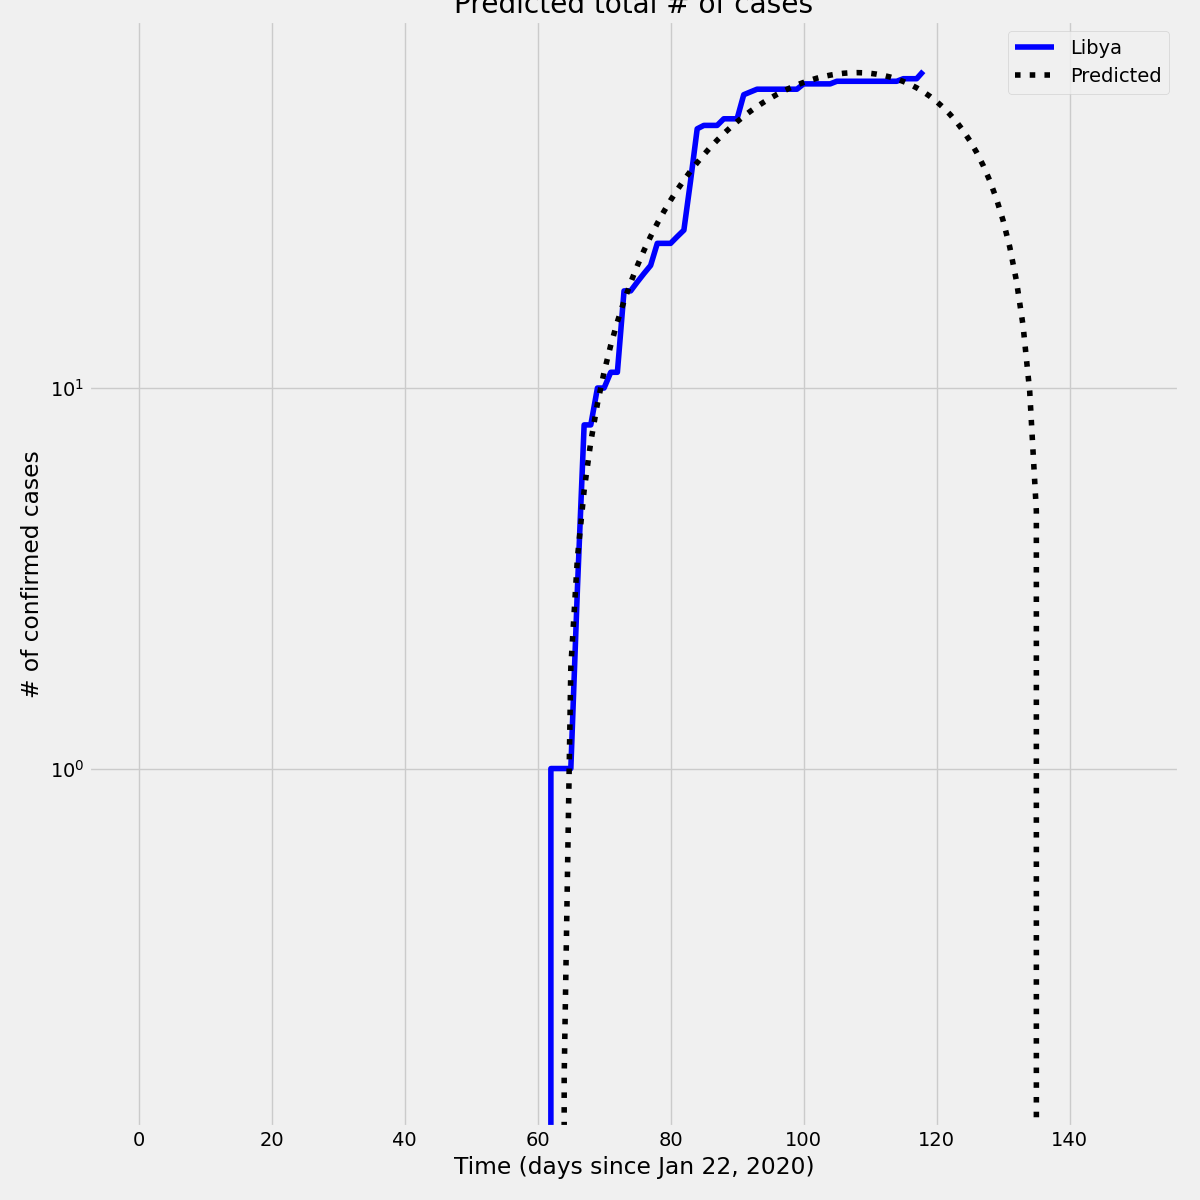 Predicted total # of cases
Libya
Predicted
10¹
10⁰
# of confirmed cases
0 20 40 60 80 100 120 140
Time (days since Jan 22, 2020)